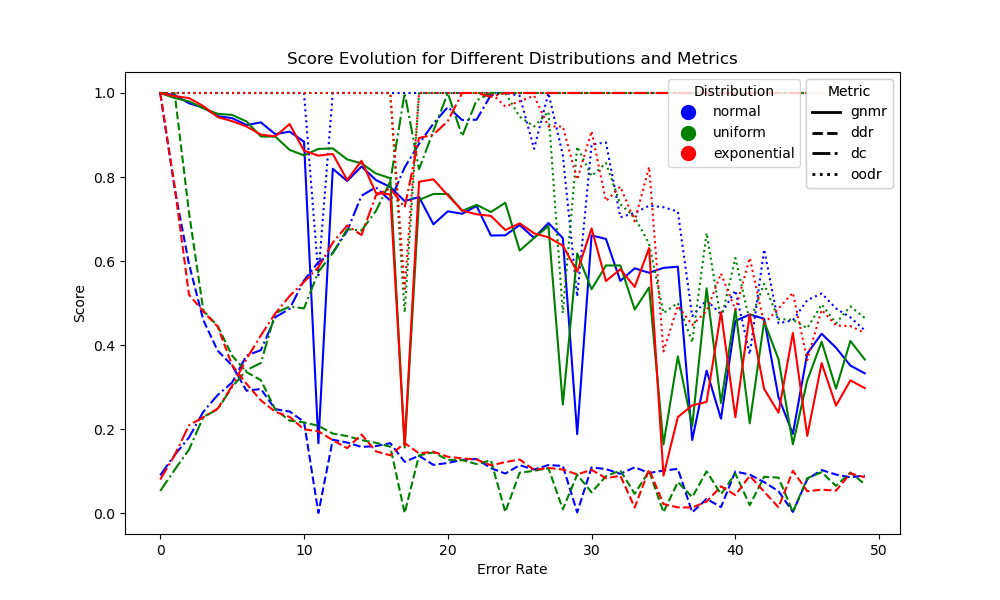 Score Evolution for Different Distributions and Metrics
1.0
0.8
0.6
0.4
0.2
0.0
Score
0
10
20
30
40
50
Error Rate
Distribution
normal
uniform
exponential
Metric
gnmr
ddr
dc
oodr